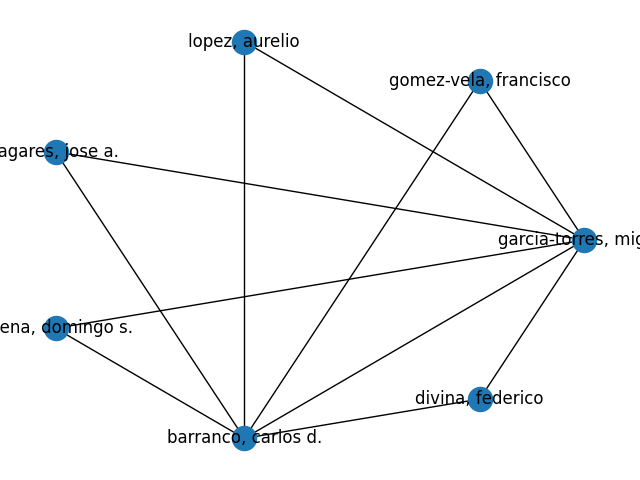 lopez, aurelio
gomez-vela, francisco
agares, jose a.
garcia-torres, mig
ena, domingo s.
divina, federico
barranco, carlos d.